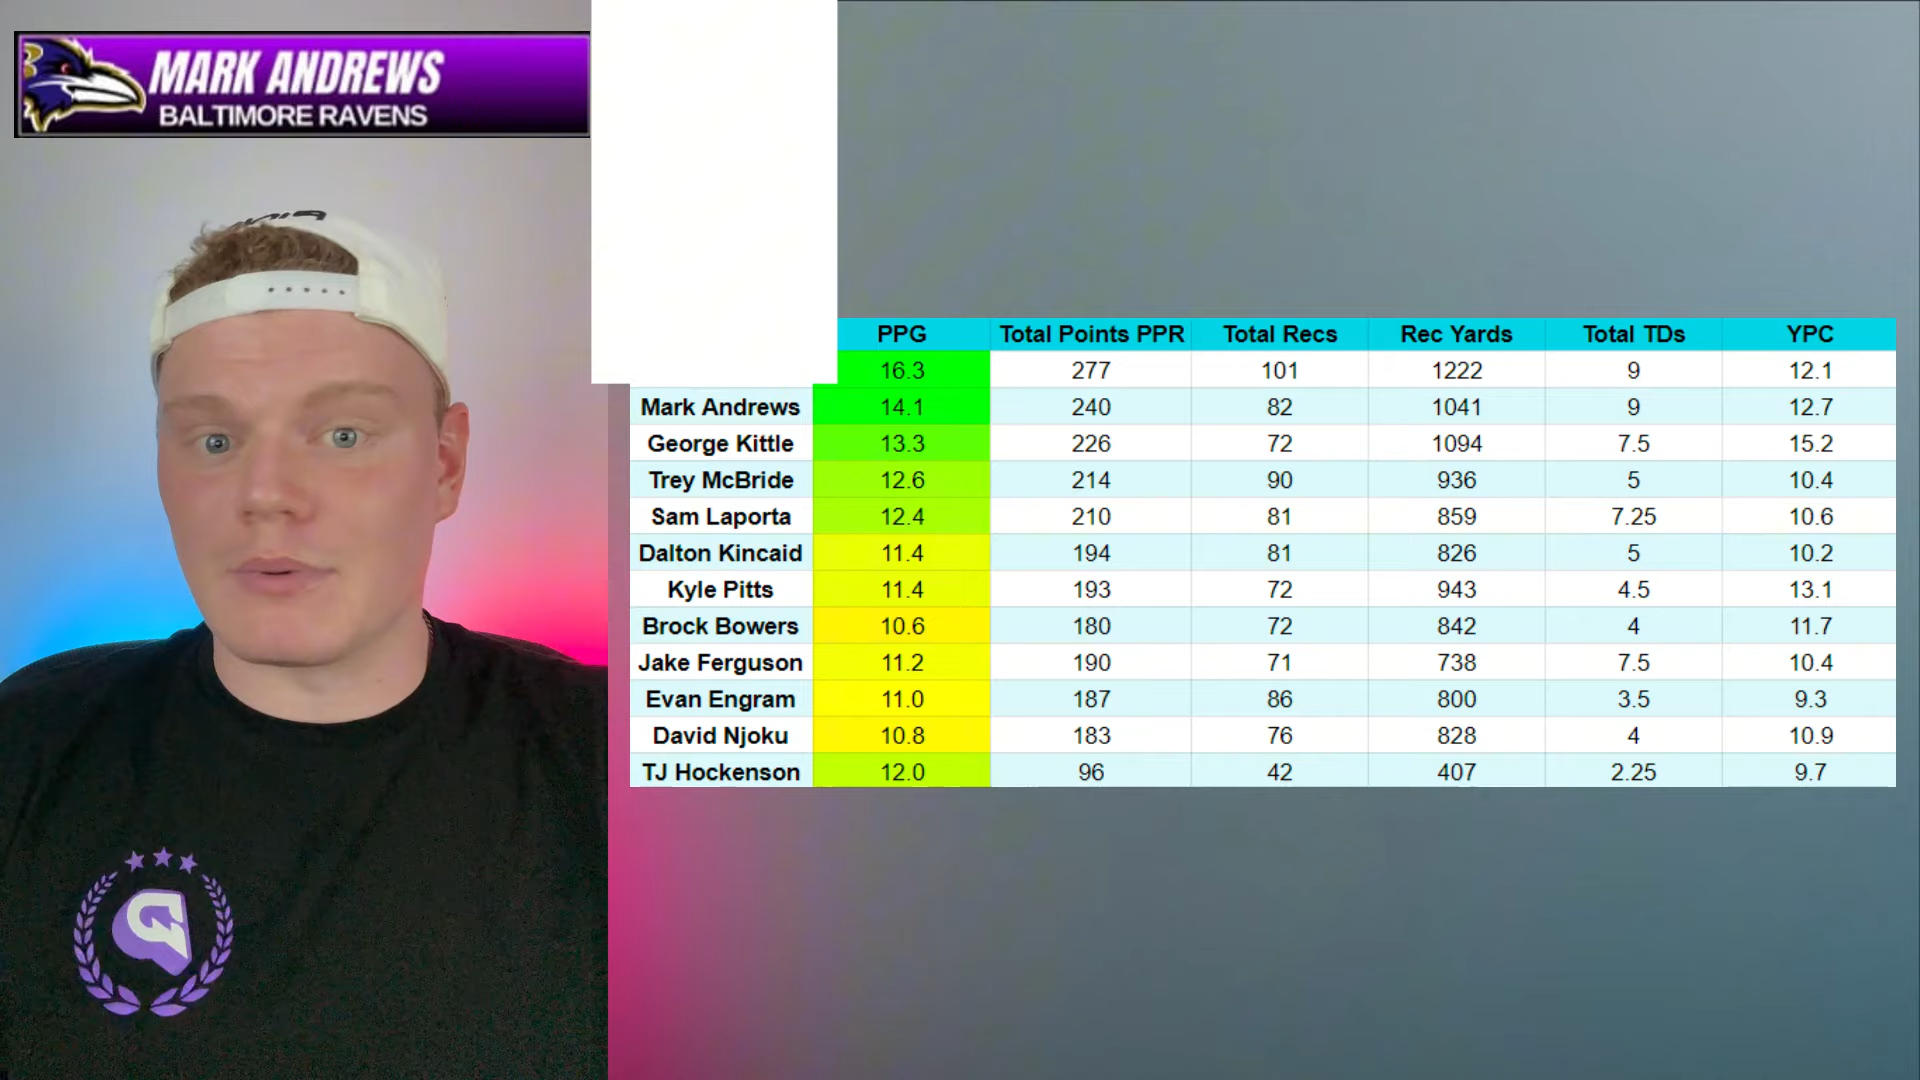 MARK ANDREWS
BALTIMORE RAVENS
PPG Total Points PPR Total Recs Rec Yards Total TDs YPC
16.3 277 101 1222 9 12.1
Mark Andrews 14.1 240 82 1041 9 12.7
George Kittle 13.3 226 72 1094 7.5 15.2
Trey McBride 12.6 214 90 936 5 10.4
Sam Laporta 12.4 210 81 859 7.25 10.6
Dalton Kincaid 11.4 194 81 826 5 10.2
Kyle Pitts 11.4 193 72 943 4.5 13.1
Brock Bowers 10.6 180 72 842 4 11.7
Jake Ferguson 11.2 190 71 738 7.5 10.4
Evan Engram 11.0 187 86 800 3.5 9.3
David Njoku 10.8 183 76 828 4 10.9
TJ Hockenson 12.0 96 42 407 2.25 9.7